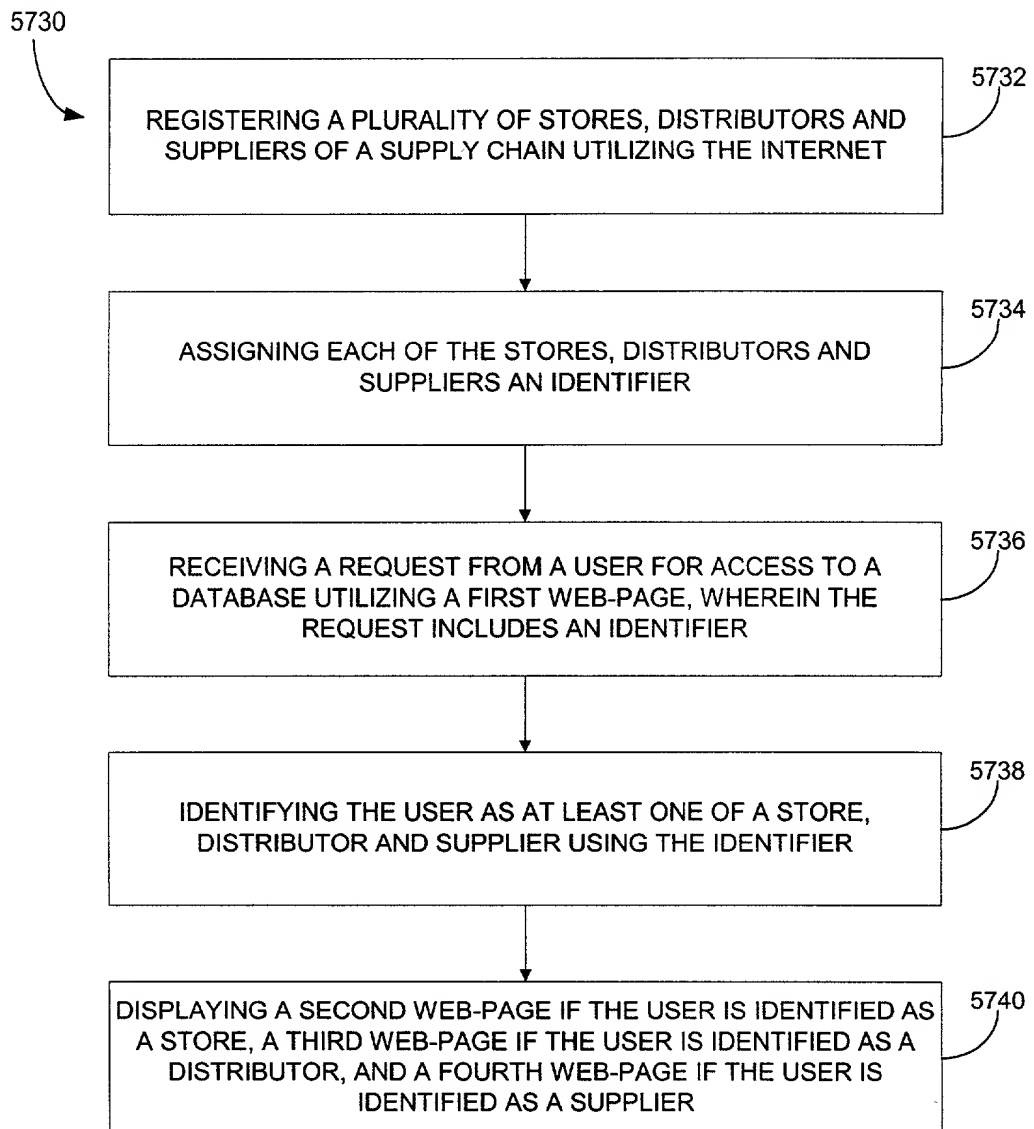 5730
5732
REGISTERING A PLURALITY OF STORES, DISTRIBUTORS AND
SUPPLIERS OF A SUPPLY CHAIN UTILIZING THE INTERNET
5734
ASSIGNING EACH OF THE STORES, DISTRIBUTORS AND
SUPPLIERS AN IDENTIFIER
5736
RECEIVING A REQUEST FROM A USER FOR ACCESS TO A
DATABASE UTILIZING A FIRST WEB-PAGE, WHEREIN THE
REQUEST INCLUDES AN IDENTIFIER
5738
IDENTIFYING THE USER AS AT LEAST ONE OF A STORE,
DISTRIBUTOR AND SUPPLIER USING THE IDENTIFIER
5740
DISPLAYING A SECOND WEB-PAGE IF THE USER IS IDENTIFIED AS
A STORE, A THIRD WEB-PAGE IF THE USER IS IDENTIFIED AS A
DISTRIBUTOR, AND A FOURTH WEB-PAGE IF THE USER IS
IDENTIFIED AS A SUPPLIER